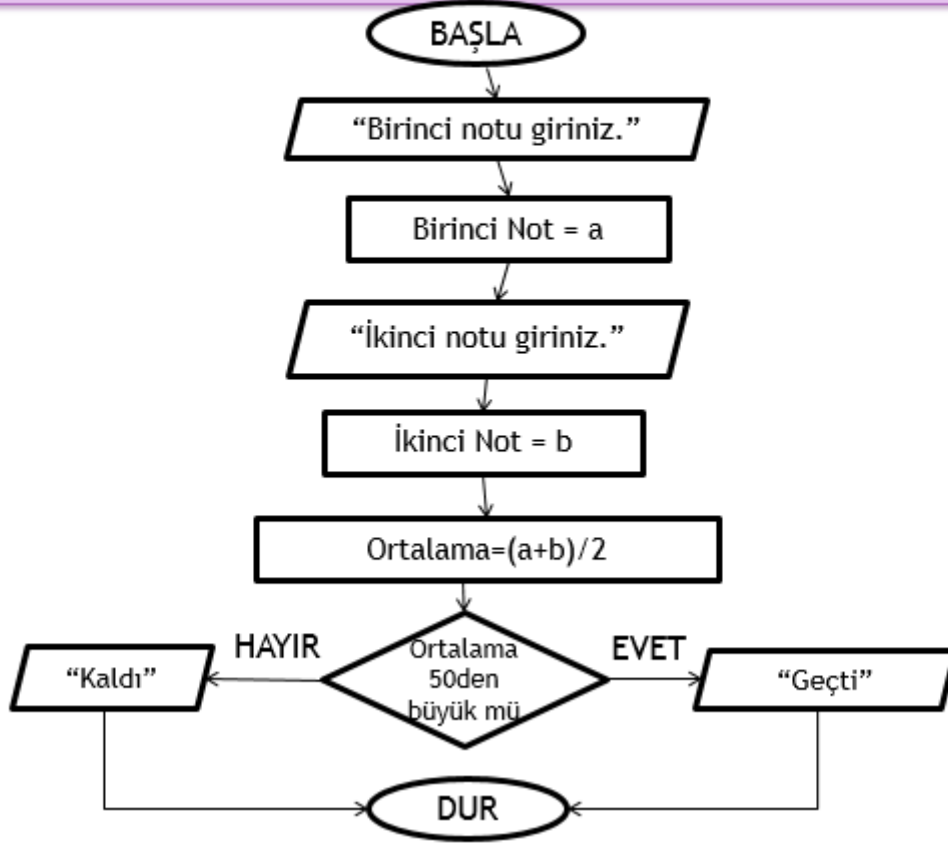 BAŞLA
“Birinci notu giriniz.”
Birinci Not = a
“İkinci notu giriniz.”
İkinci Not = b
Ortalama=(a+b)/2
HAYIR
EVET
“Kaldı”
Ortalama
50den
büyük mü
“Geçti”
DUR